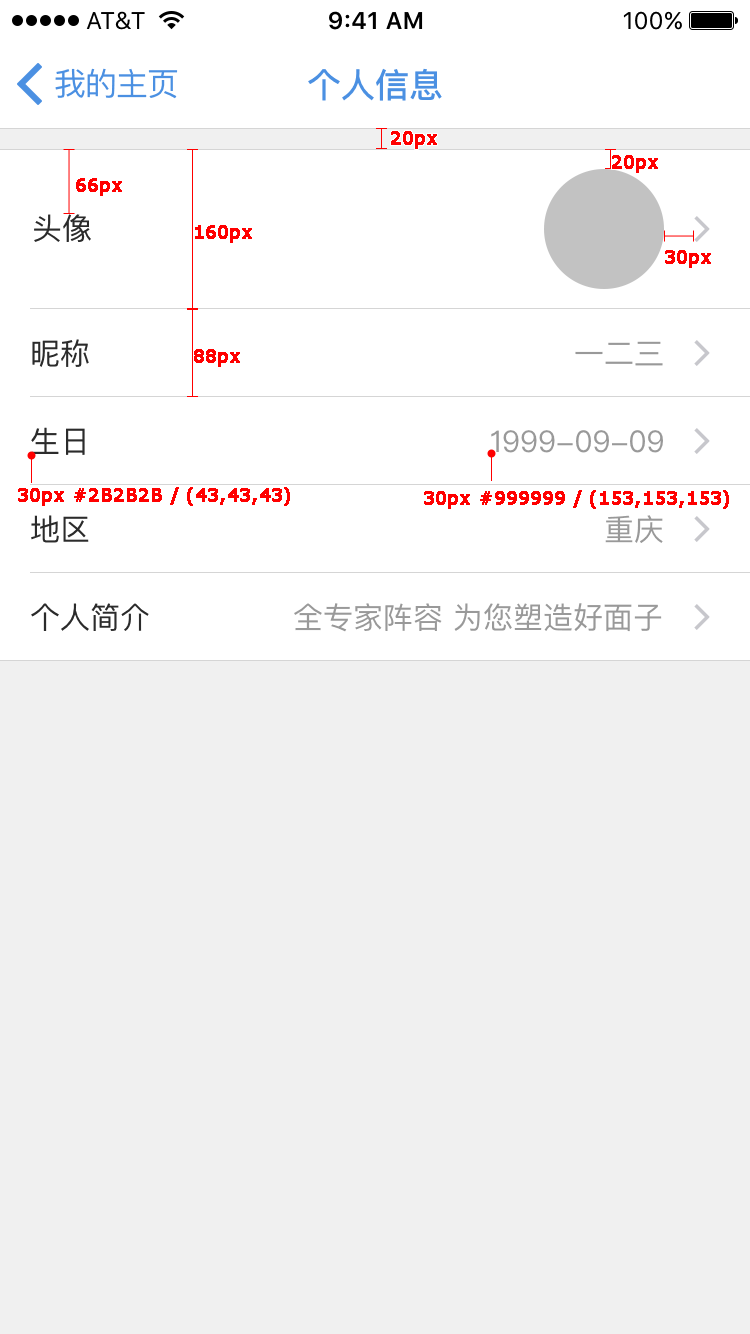 AT&T 9:41 AM 100%
我的主页 个人信息
20px
20px
66px
头像 160px
30px
昵称 88px 一二三
生日 1999-09-09
30px #2B2B2B / (43,43,43) 30px #999999 / (153,153,153)
地区 重庆
个人简介 全专家阵容 为您塑造好面子